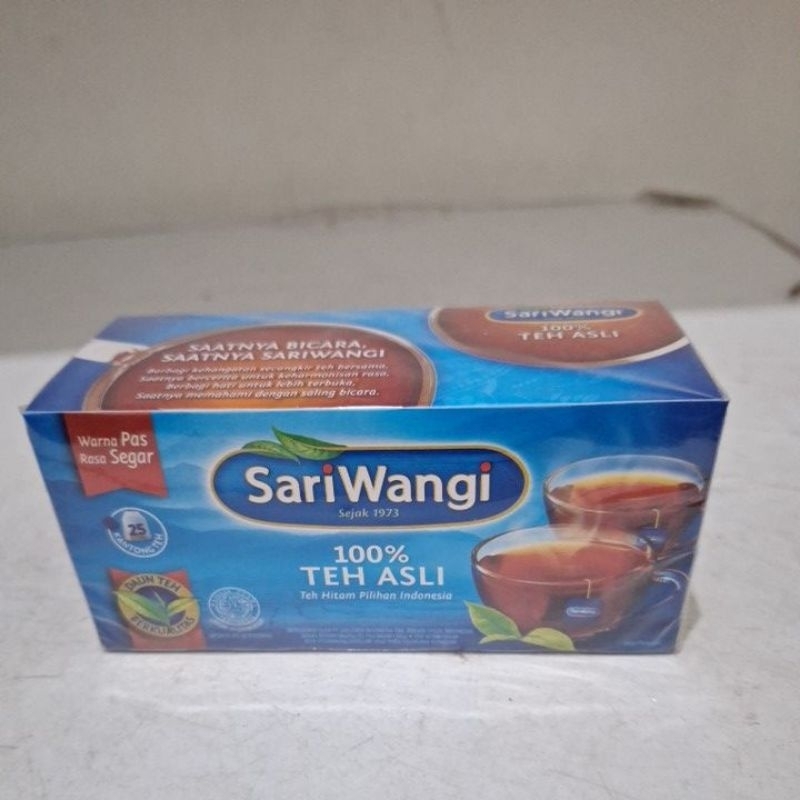 SAATNYA BICARA,
SAATNYA SARIWANGI
Berbagi kehangatan secangkir teh bersama.
Saatnya bercerita untuk keharmonisan rasa.
Berbagi hati untuk lebih terbuka,
Saatnya memahami dengan saling bicara.
SariWangi
100%
TEH ASLI
Warna Pas
Rasa Segar
SariWangi
Sejak 1973
25
KANTONG TEH
100%
TEH ASLI
Teh Hitam Pilihan Indonesia
DAUN TEH
BERKUALITAS